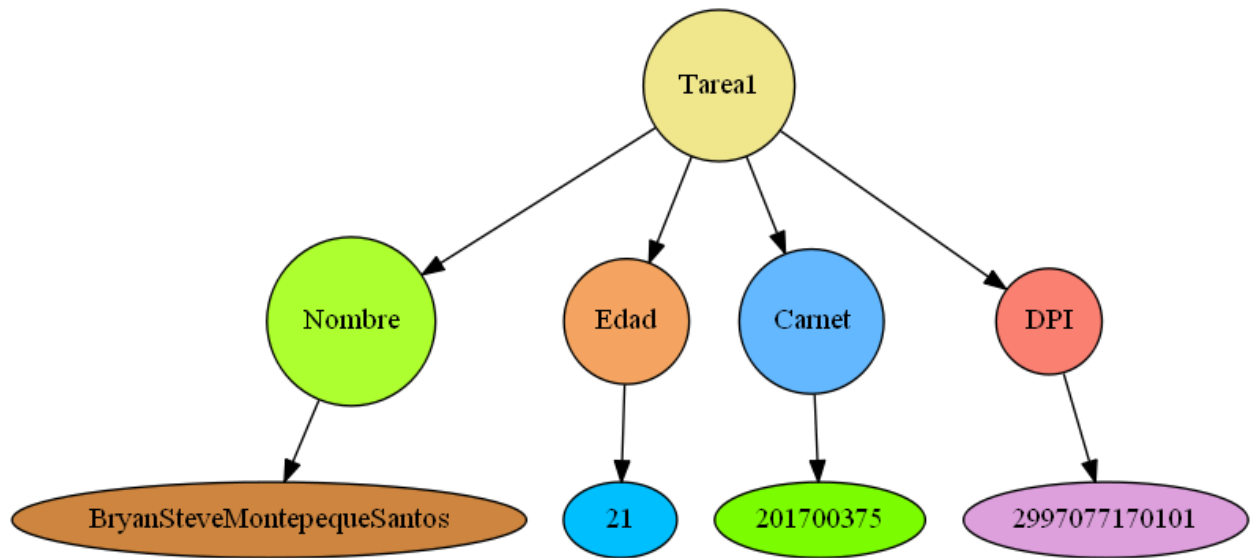 Tarea1
Nombre
Edad
Carnet
DPI
BryanSteveMontepequeSantos
21
201700375
2997077170101